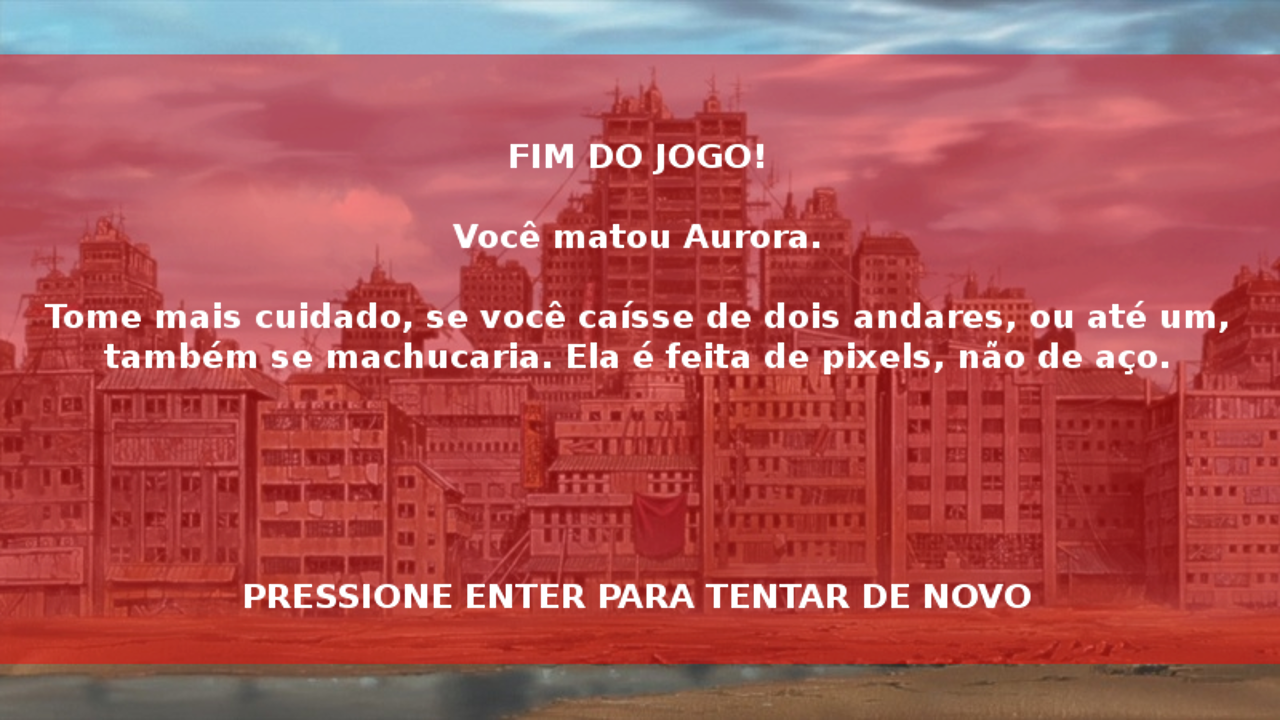 FIM DO JOGO!
Você matou Aurora.
Tome mais cuidado, se você caísse de dois andares, ou até um,
também se machucaria. Ela é feita de pixels, não de aço.
PRESSIONE ENTER PARA TENTAR DE NOVO